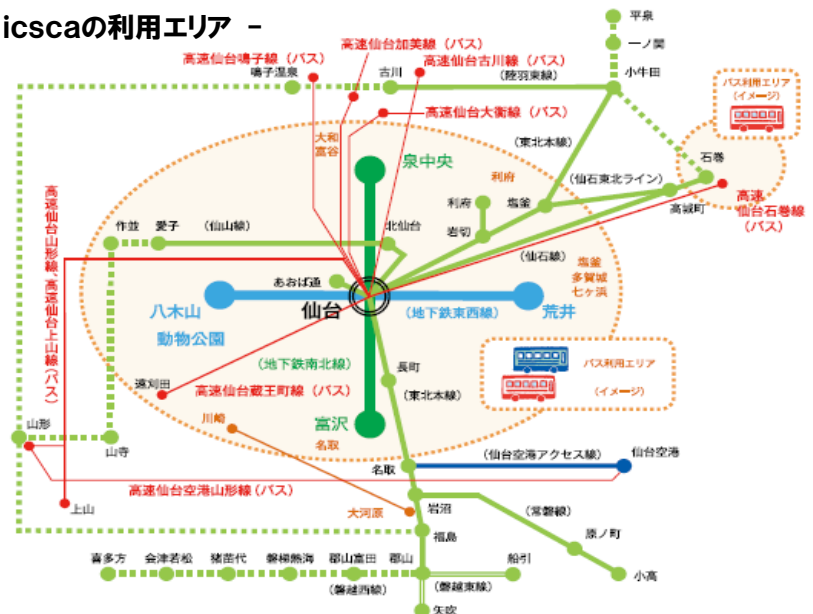 icscaの利用エリア －
平泉
一ノ関
小牛田
高速仙台加美線（バス）
高速仙台鳴子線（バス）
高速仙台古川線（バス）
鳴子温泉
古川
（陸羽東線）
バス利用エリア
（イメージ）
高速仙台大衡線（バス）
大和
富谷
（東北本線）
泉中央
石巻
利府
（仙石東北ライン）
高速
仙台石巻線
（バス）
高速仙台山形線、高速仙台上山線（バス）
利府
塩釜
高城町
作並
愛子
（仙山線）
北仙台
岩切
（仙石線）
塩釜
多賀城
七ヶ浜
あおば通
仙台
八木山
動物公園
（地下鉄東西線）
荒井
（地下鉄南北線）
長町
バス利用エリア
（イメージ）
遠刈田
高速仙台蔵王町線（バス）
（東北本線）
川崎
富沢
山形
名取
山寺
名取
（仙台空港アクセス線）
仙台空港
高速仙台空港山形線（バス）
上山
大河原
岩沼
（常磐線）
福島
原ノ町
喜多方
会津若松
猪苗代
磐梯熱海
郡山富田
郡山
船引
小高
（磐越西線）
（磐越東線）
矢吹